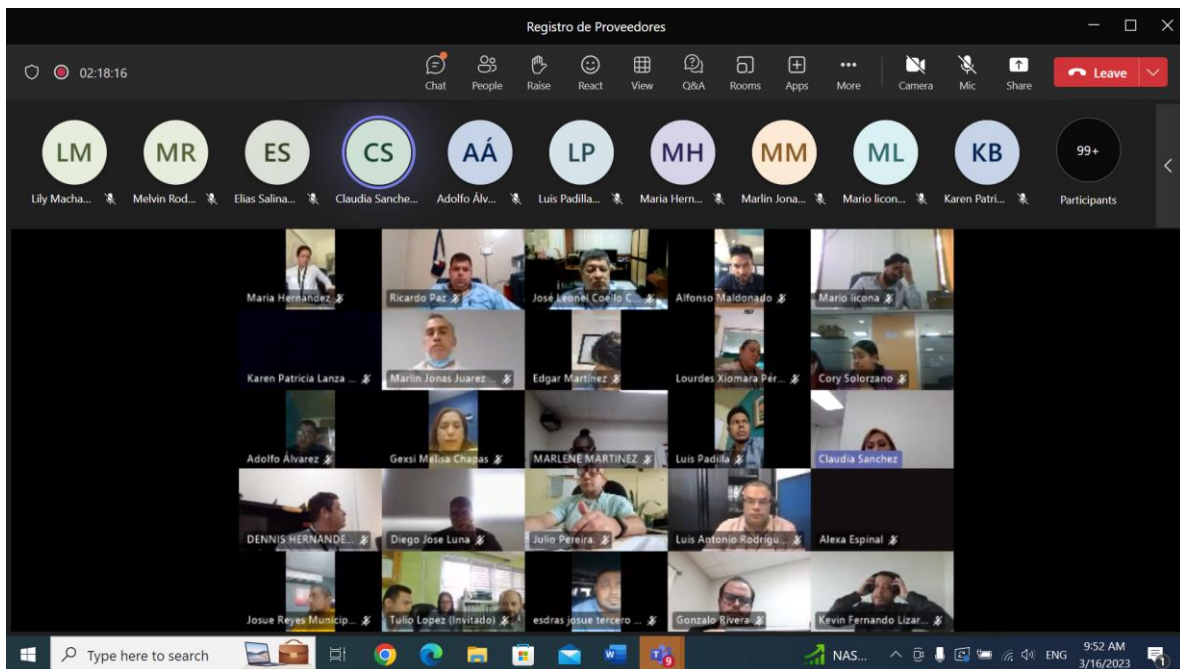 Registro de Proveedores
02:18:16
Chat People Raise React View Q&A Rooms Apps More Camera Mic Share Leave
LM MR ES CS AÁ LP MH MM ML KB 99+
Lily Macha... Melvin Rod... Elias Salina... Claudia Sanche... Adolfo Álv... Luis Padilla... Maria Hern... Marlin Jona... Mario licon... Karen Patri... Participants
Maria Hernandez Ricardo Paz José Leonel Coello C... Alfonso Maldonado Mario licona
Karen Patricia Lanza ... Marlin Jonas Juarez ... Edgar Martinez Lourdes Xiomara Pér... Cory Solorzano
Adolfo Álvarez Gexsi Melisa Chapas MARLENE MARTINEZ Luis Padilla Claudia Sanchez
DENNIS HERNANDE... Diego Jose Luna Julio Pereira. Luis Antonio Rodrigu... Alexa Espinal
Josue Reyes Municip... Tulio Lopez (Invitado) esdras josue tercero ... Gonzalo Rivera Kevin Fernando Lizar...
Type here to search 9 NAS... ENG 9:52 AM 1
3/16/2023